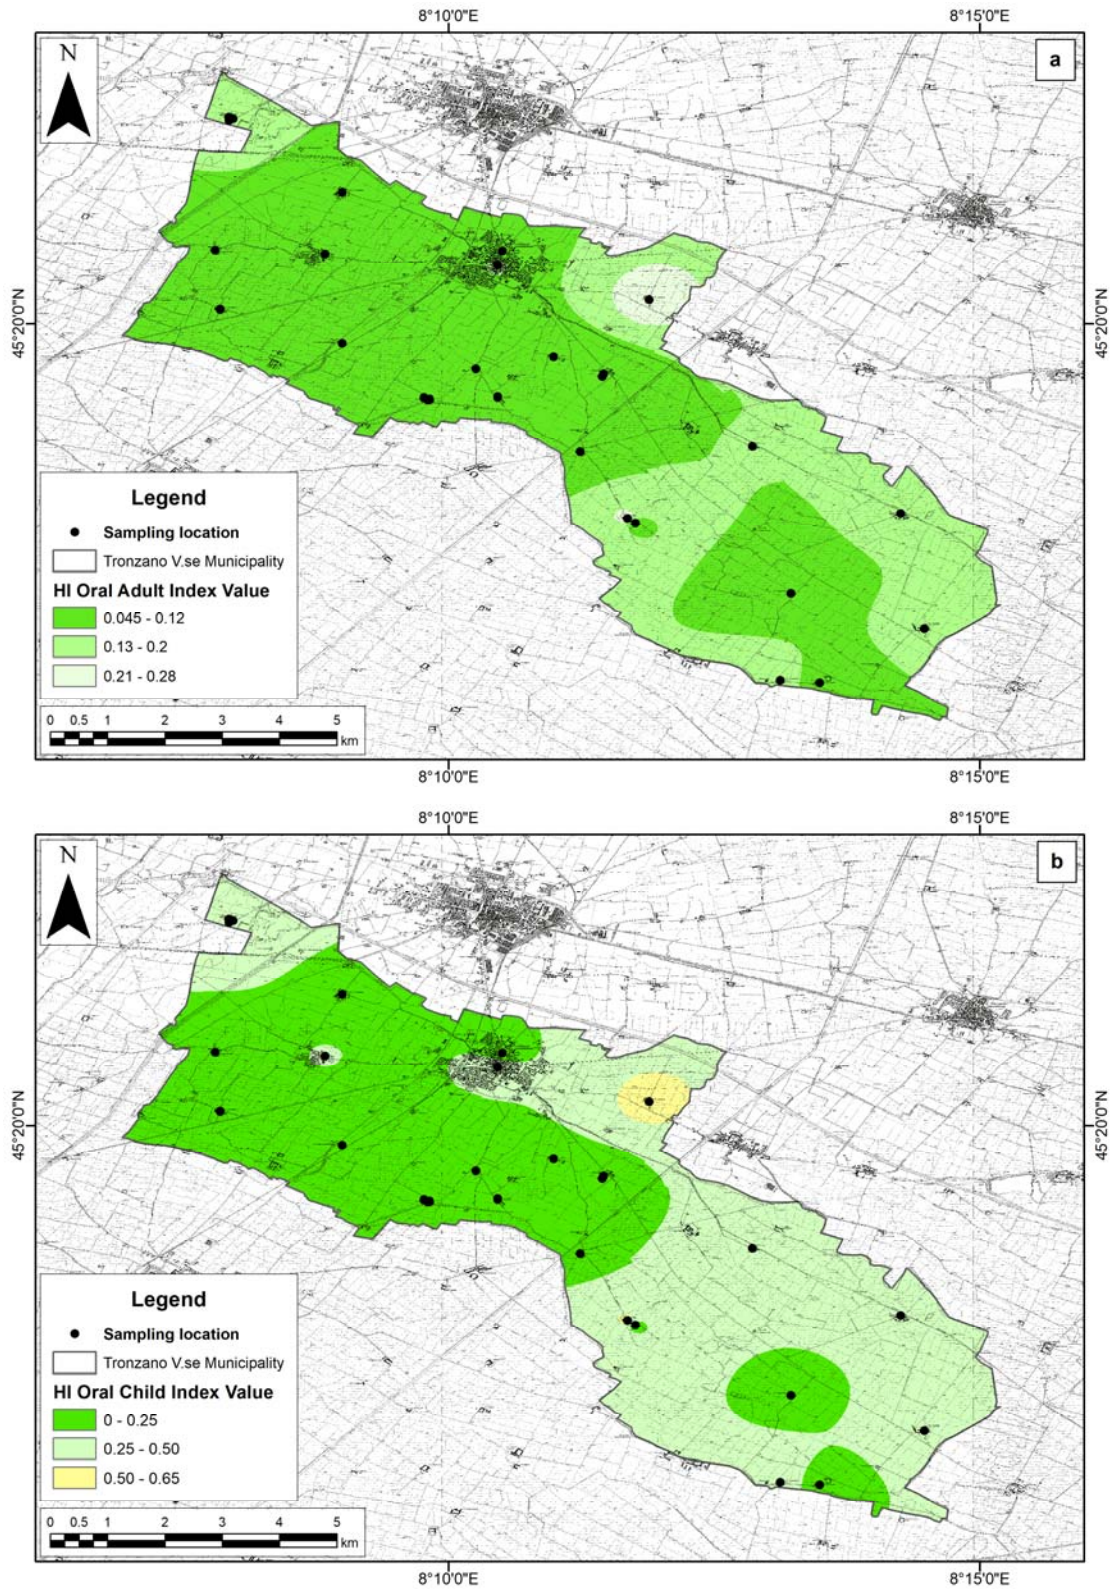 8°10'0"E 8°15'0"E
N
a
45°20'0"N 45°20'0"N
Legend
Sampling location
Tronzano V.se Municipality
HI Oral Adult Index Value
0.045 - 0.12
0.13 - 0.2
0.21 - 0.28
0 0.5 1 2 3 4 5
km
8°10'0"E 8°15'0"E
8°10'0"E 8°15'0"E
N
b
45°20'0"N 45°20'0"N
Legend
Sampling location
Tronzano V.se Municipality
HI Oral Child Index Value
0 - 0.25
0.25 - 0.50
0.50 - 0.65
0 0.5 1 2 3 4 5
km
8°10'0"E 8°15'0"E